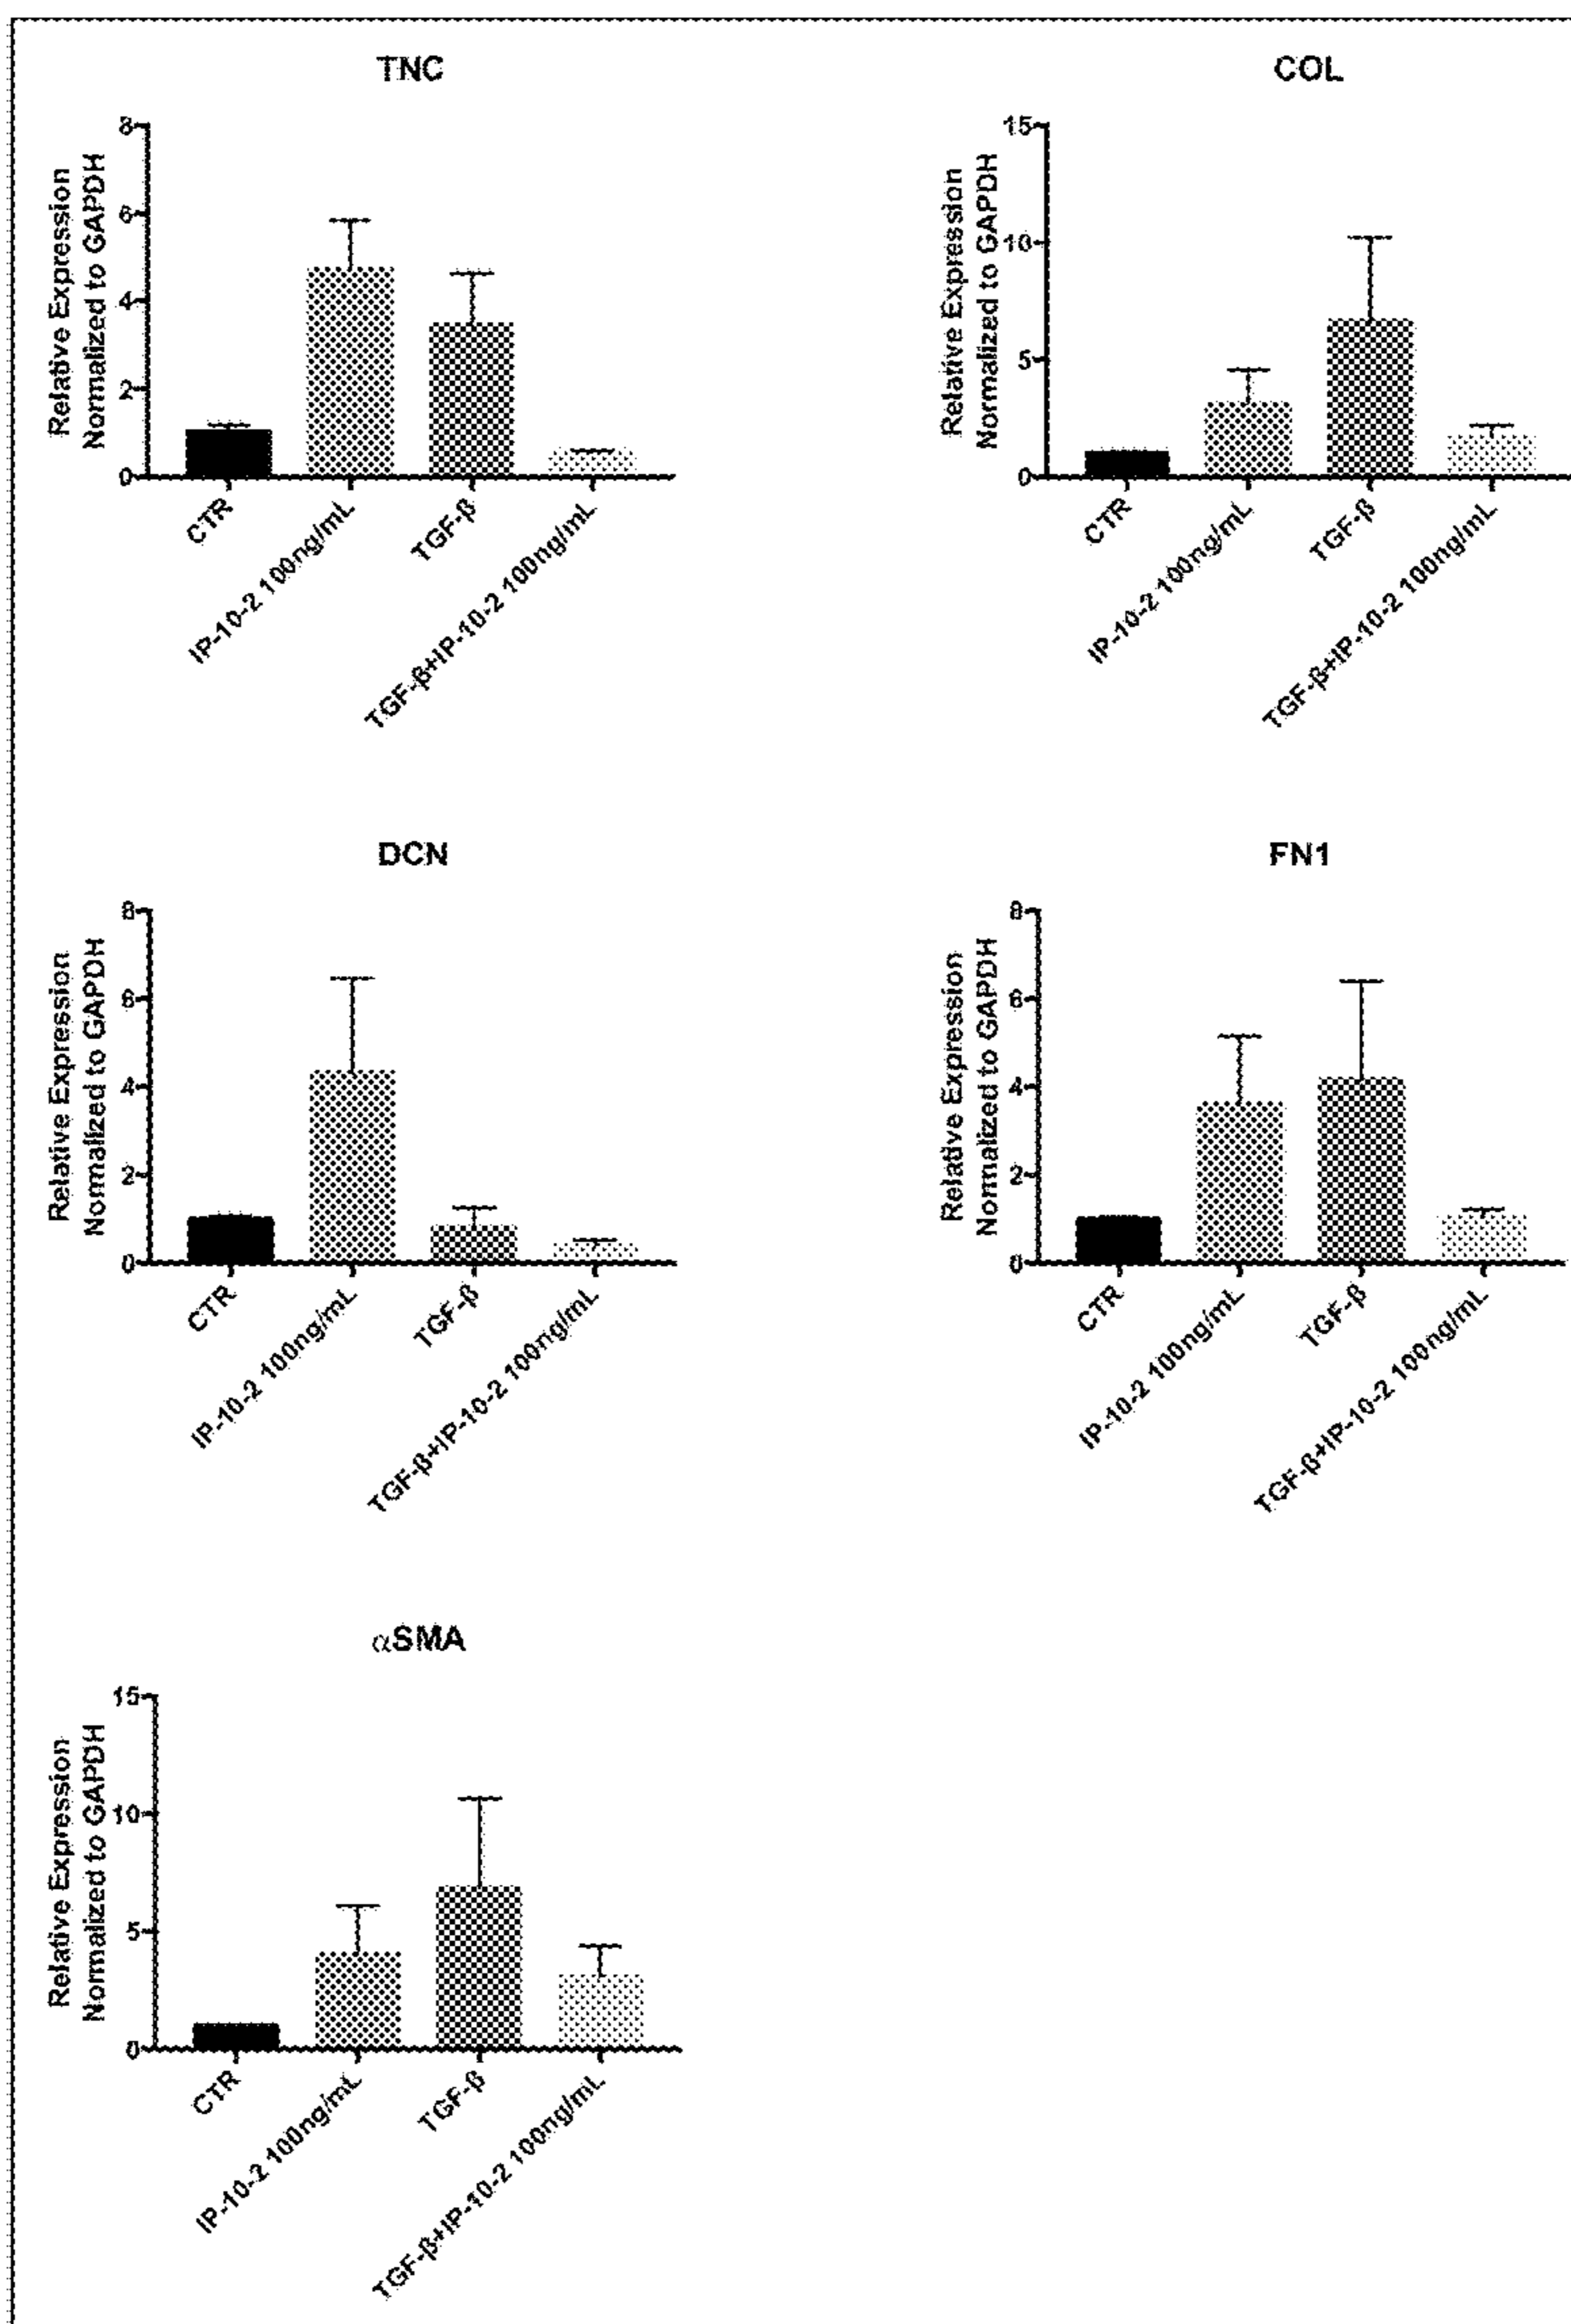 TNC
Relative Expression
Normalized to GAPDH
8
6
4
2
0
CTR
IP-10-2 100ng/mL
TGF-β
TGF-β+IP-10-2 100ng/mL
COL
Relative Expression
Normalized to GAPDH
15
10
5
0
CTR
IP-10-2 100ng/mL
TGF-β
TGF-β+IP-10-2 100ng/mL
DCN
Relative Expression
Normalized to GAPDH
8
6
4
2
0
CTR
IP-10-2 100ng/mL
TGF-β
TGF-β+IP-10-2 100ng/mL
FN1
Relative Expression
Normalized to GAPDH
8
6
4
2
0
CTR
IP-10-2 100ng/mL
TGF-β
TGF-β+IP-10-2 100ng/mL
αSMA
Relative Expression
Normalized to GAPDH
15
10
5
0
CTR
IP-10-2 100ng/mL
TGF-β
TGF-β+IP-10-2 100ng/mL